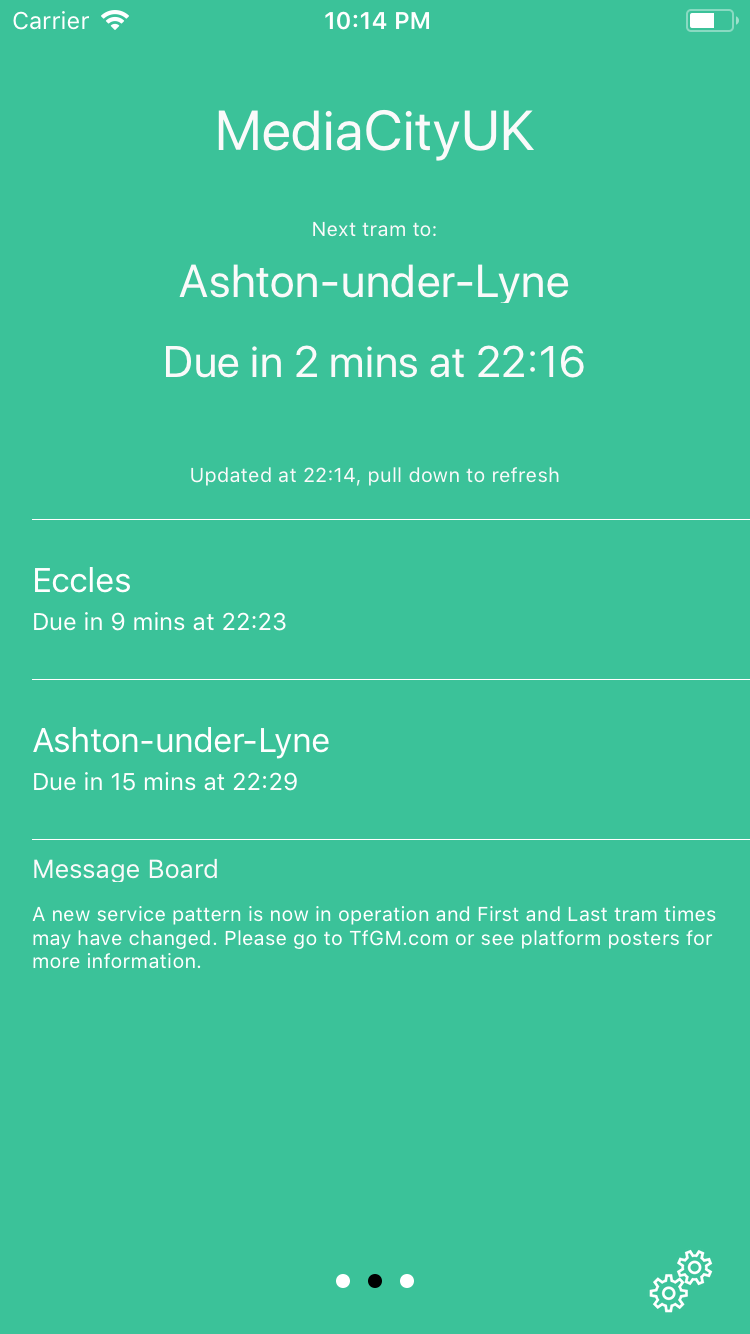 Carrier 10:14 PM
MediaCityUK
Next tram to:
Ashton-under-Lyne
Due in 2 mins at 22:16
Updated at 22:14, pull down to refresh
Eccles
Due in 9 mins at 22:23
Ashton-under-Lyne
Due in 15 mins at 22:29
Message Board
A new service pattern is now in operation and First and Last tram times
may have changed. Please go to TfGM.com or see platform posters for
more information.